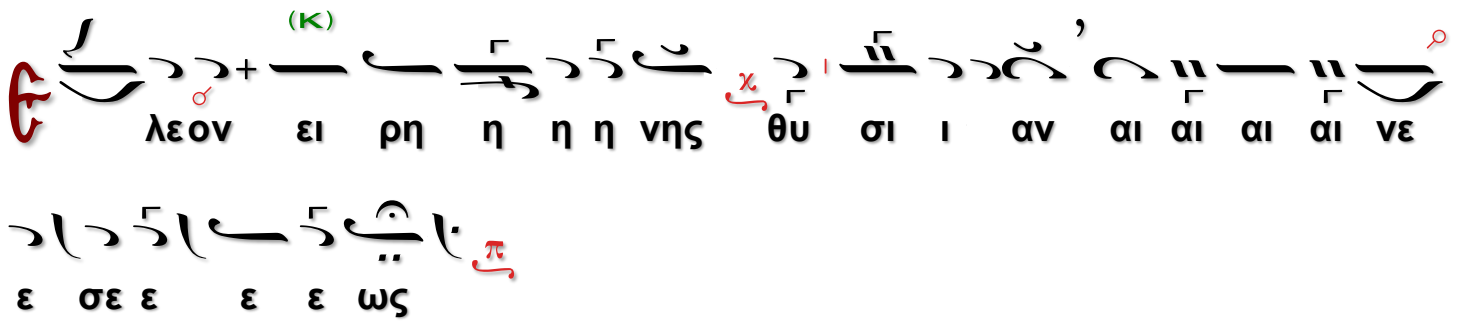 (Κ)
Ε λεον ει ρη η η η νης χ θυ σι ι αν αι αι αι αι νε
ε σε ε ε ε ως π